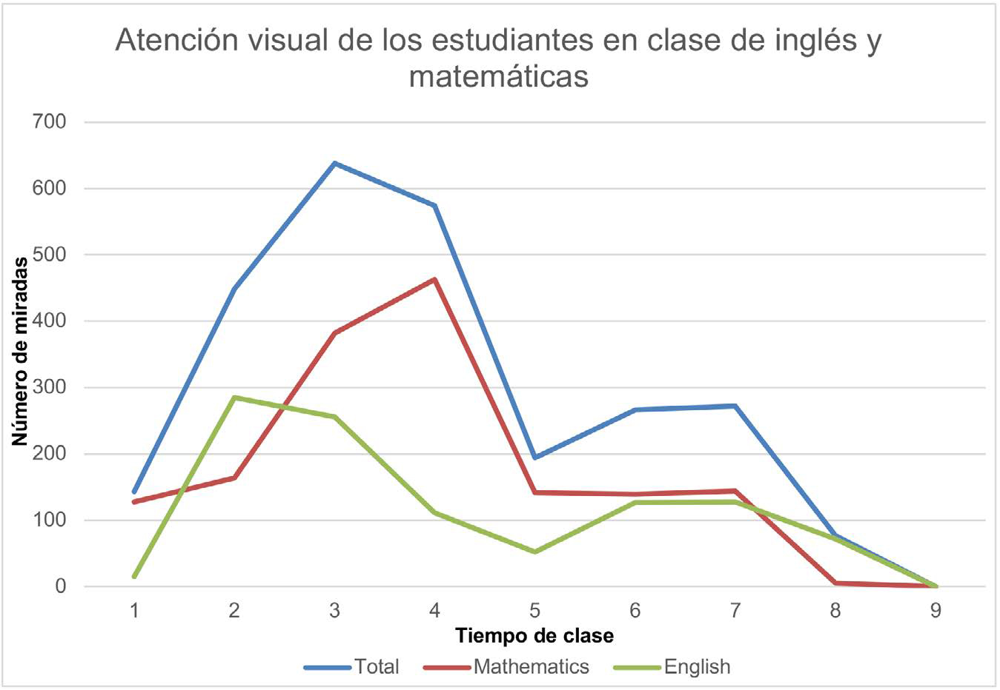 Atención visual de los estudiantes en clase de inglés y
matemáticas
700
600
500
400
300
200
100
0
Número de miradas
1 2 3 4 5 6 7 8 9
Tiempo de clase
Total Mathematics English